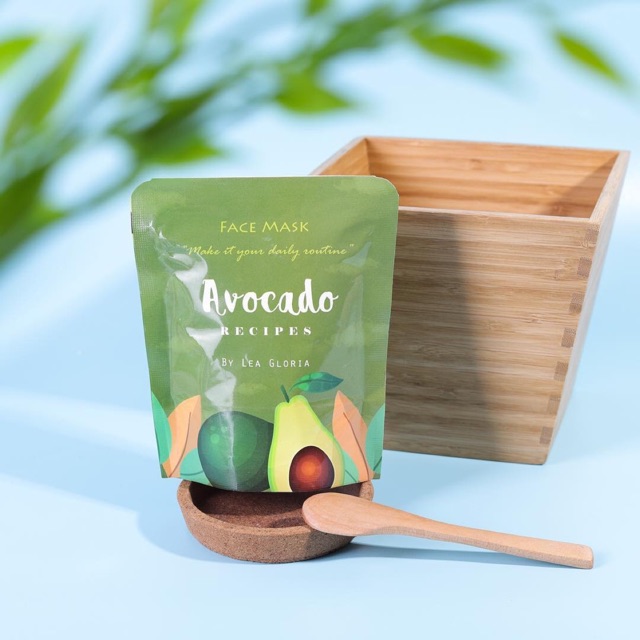 FACE MASK
"Make it your daily routine"
Avocado
RECIPES
BY LEA GLORIA